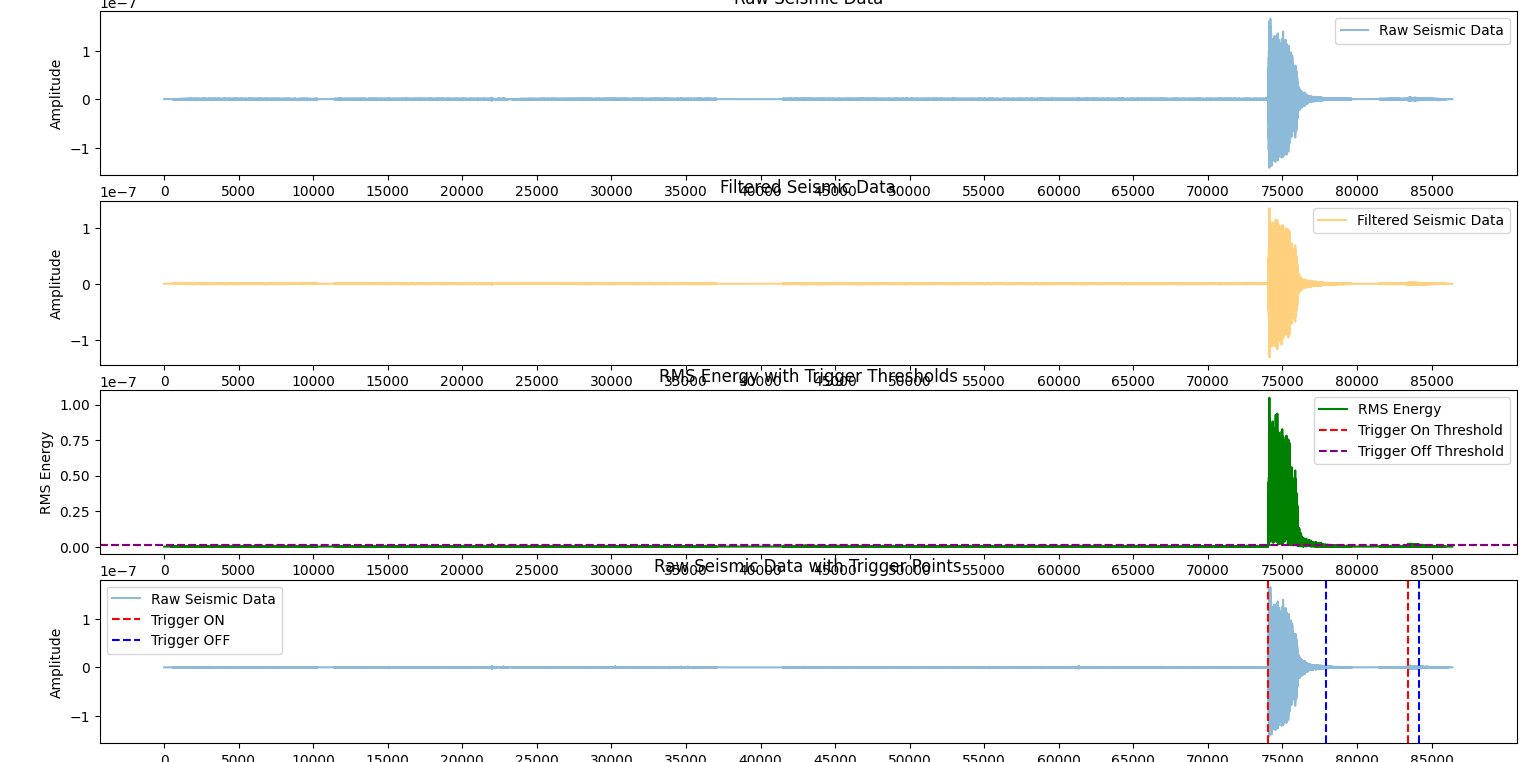 Raw Seismic Data
1e−7
Raw Seismic Data
1
0
−1
Amplitude
0 5000 10000 15000 20000 25000 30000 35000 40000 45000 50000 55000 60000 65000 70000 75000 80000 85000
Filtered Seismic Data
1e−7
Filtered Seismic Data
1
0
−1
Amplitude
0 5000 10000 15000 20000 25000 30000 35000 40000 45000 50000 55000 60000 65000 70000 75000 80000 85000
RMS Energy with Trigger Thresholds
1e−7
RMS Energy
Trigger On Threshold
Trigger Off Threshold
1.00
0.75
0.50
0.25
0.00
RMS Energy
0 5000 10000 15000 20000 25000 30000 35000 40000 45000 50000 55000 60000 65000 70000 75000 80000 85000
Raw Seismic Data with Trigger Points
1e−7
Raw Seismic Data
Trigger ON
Trigger OFF
1
0
−1
Amplitude
0 5000 10000 15000 20000 25000 30000 35000 40000 45000 50000 55000 60000 65000 70000 75000 80000 85000